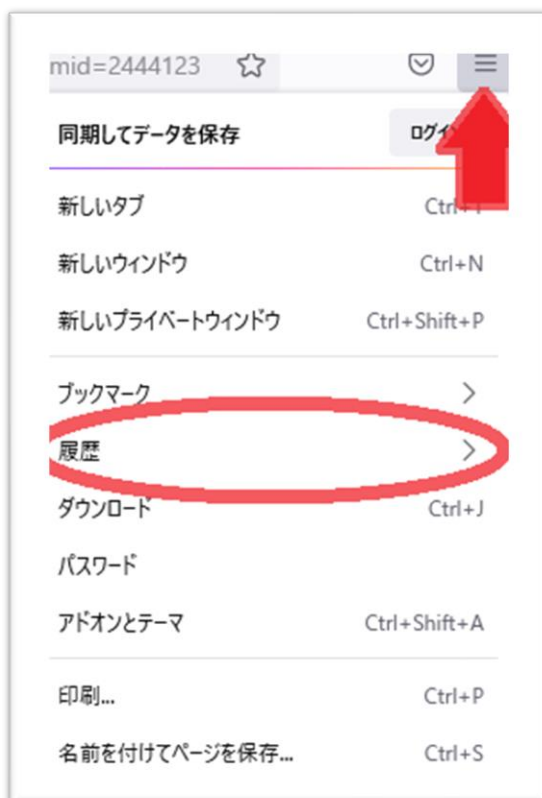 mid=2444123
同期してデータを保存
新しいタブ
新しいウィンドウ Ctrl+N
新しいプライベートウィンドウ Ctrl+Shift+P
ブックマーク
履歴
ダウンロード Ctrl+J
パスワード
アドオンとテーマ Ctrl+Shift+A
印刷... Ctrl+P
名前を付けてページを保存... Ctrl+S